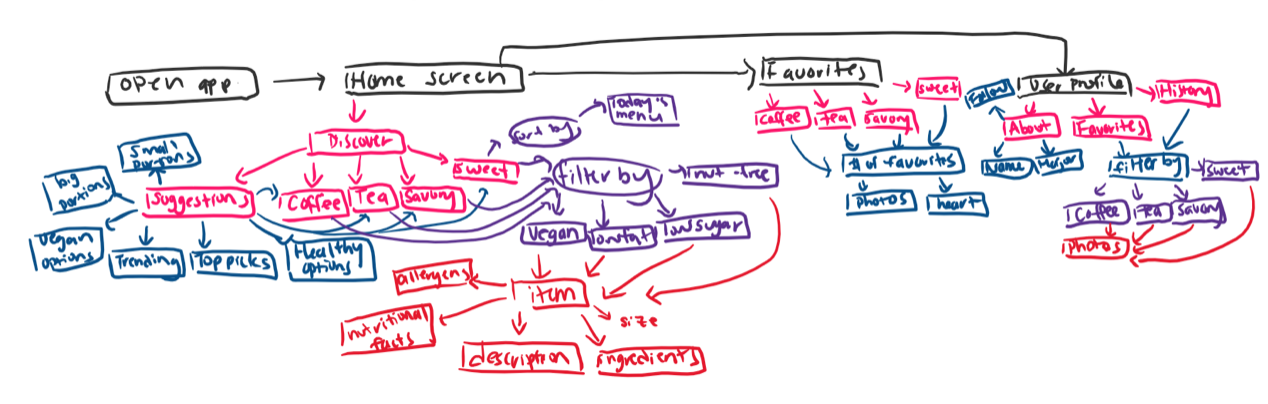 open app
Home screen
Favorites
User profile
sweet
History
Coffee
Tea
Savory
About
Favorites
Today's
menu
sort by
Discover
sweet
Small
Portions
big
portions
Suggestions
Coffee
Tea
Savory
filter by
nut-free
# of favorites
Name
Major
filter by
sweet
photos
heart
Coffee
Tea
Savory
photos
vegan
options
Trending
Top picks
Healthy
options
Vegan
lowfat
low sugar
allergens
item
size
nutritional
facts
description
ingredients